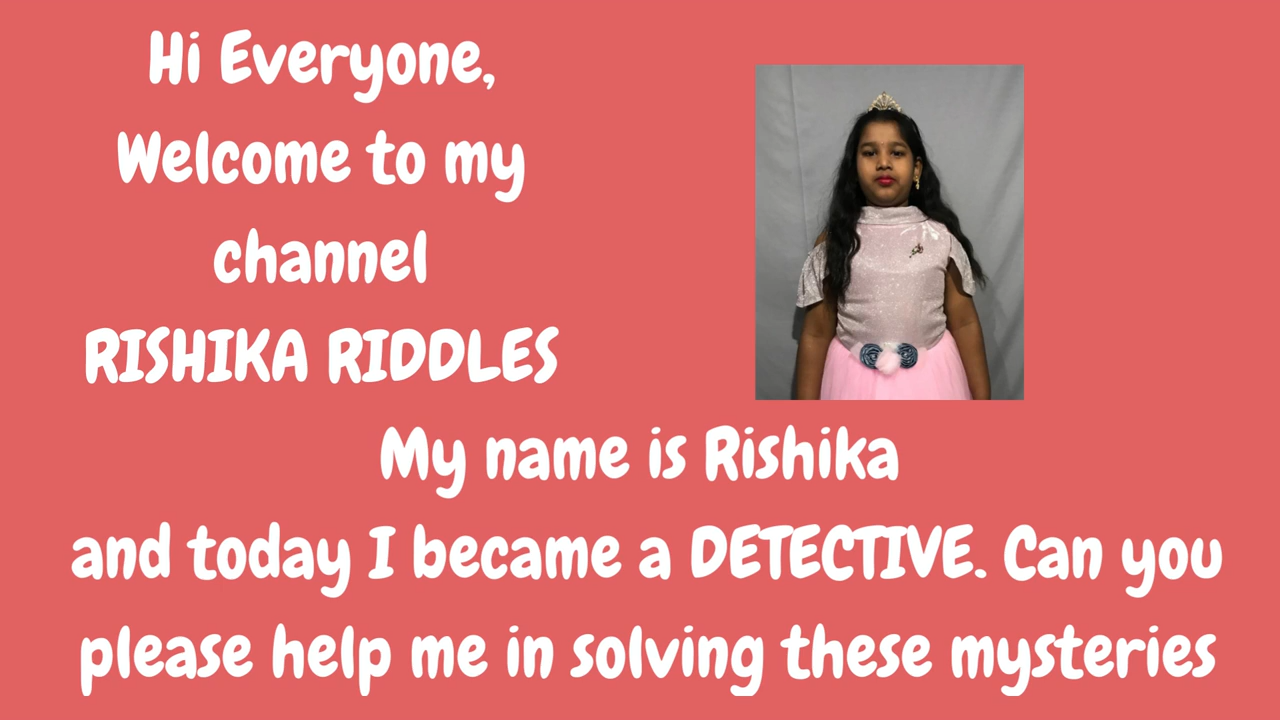 Hi Everyone,
Welcome to my
channel
RISHIKA RIDDLES
My name is Rishika
and today I became a DETECTIVE. Can you
please help me in solving these mysteries